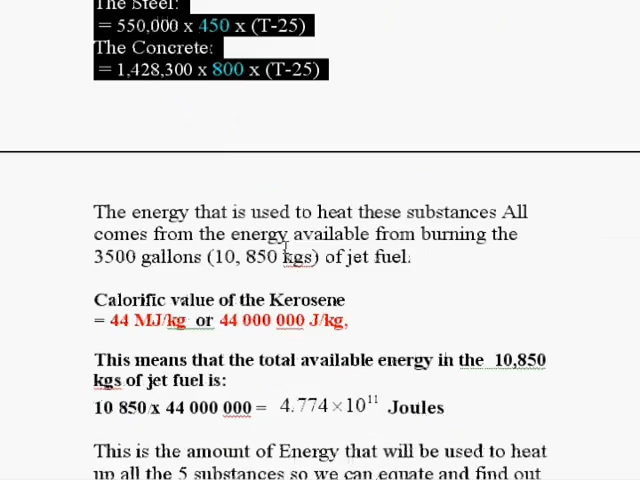 The Steel:
= 550,000 x 450 x (T-25)
The Concrete:
= 1,428,300 x 800 x (T-25)
The energy that is used to heat these substances All
comes from the energy available from burning the
3500 gallons (10, 850 kgs) of jet fuel.
Calorific value of the Kerosene
= 44 MJ/kg or 44 000 000 J/kg,
This means that the total available energy in the 10,850
kgs of jet fuel is:
10 850 x 44 000 000 = 4.774×10¹¹ Joules
This is the amount of Energy that will be used to heat
up all the 5 substances so we can equate and find out